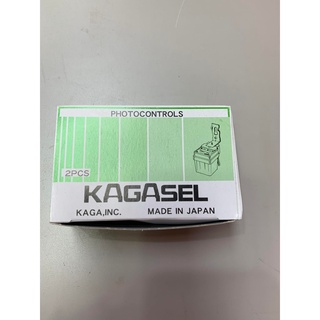 PHOTOCONTROLS
2PCS
KAGASEL
KAGA,INC. MADE IN JAPAN